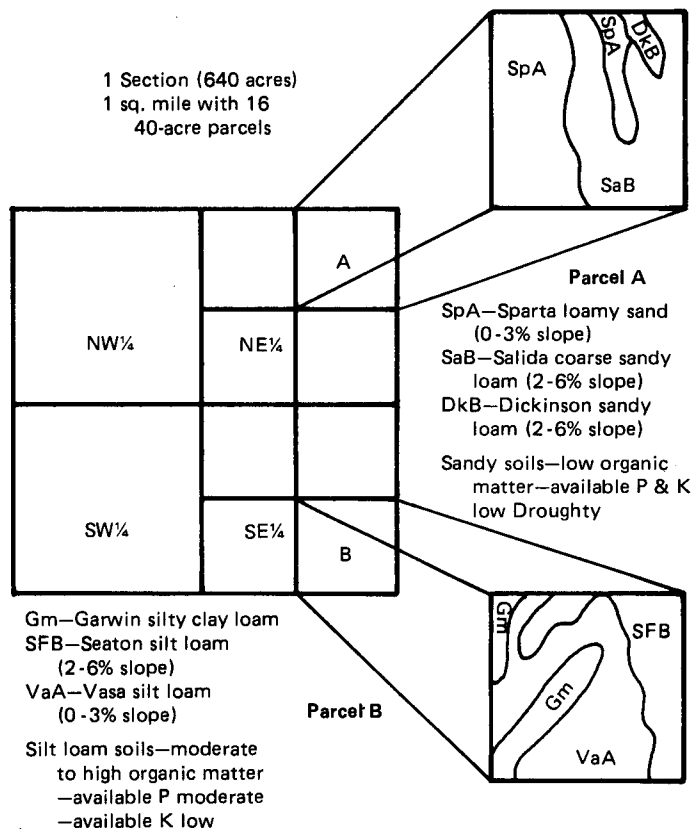 1 Section (640 acres)
1 sq. mile with 16
40-acre parcels
SpA
SpA
DkB
SaB
A
NW¼
NE¼
SW¼
SE¼
B
Parcel A
SpA—Sparta loamy sand
(0-3% slope)
SaB—Salida coarse sandy
loam (2-6% slope)
DkB—Dickinson sandy
loam (2-6% slope)
Sandy soils—low organic
matter—available P & K
low Droughty
Gm—Garwin silty clay loam
SFB—Seaton silt loam
(2-6% slope)
VaA—Vasa silt loam
(0-3% slope)
Silt loam soils—moderate
to high organic matter
—available P moderate
—available K low
Parcel B
Gm
SFB
Gm
VaA